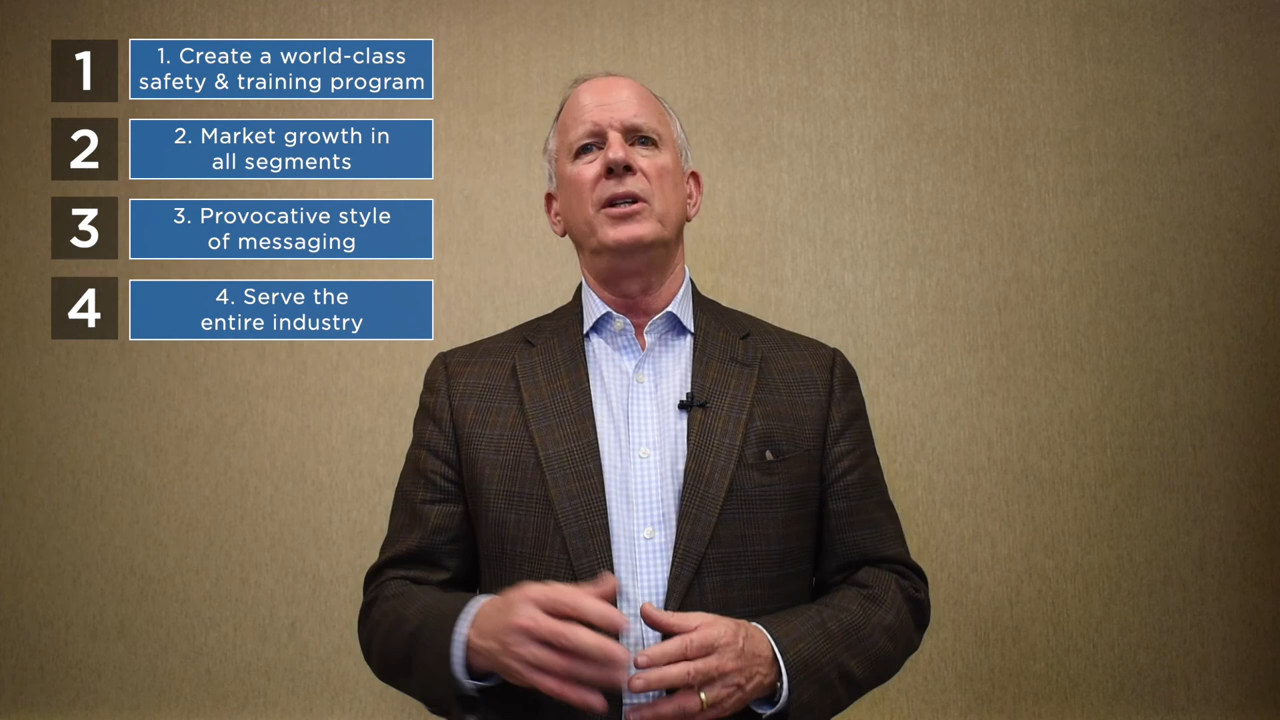 1
1. Create a world-class
safety & training program
2
2. Market growth in
all segments
3
3. Provocative style
of messaging
4
4. Serve the
entire industry